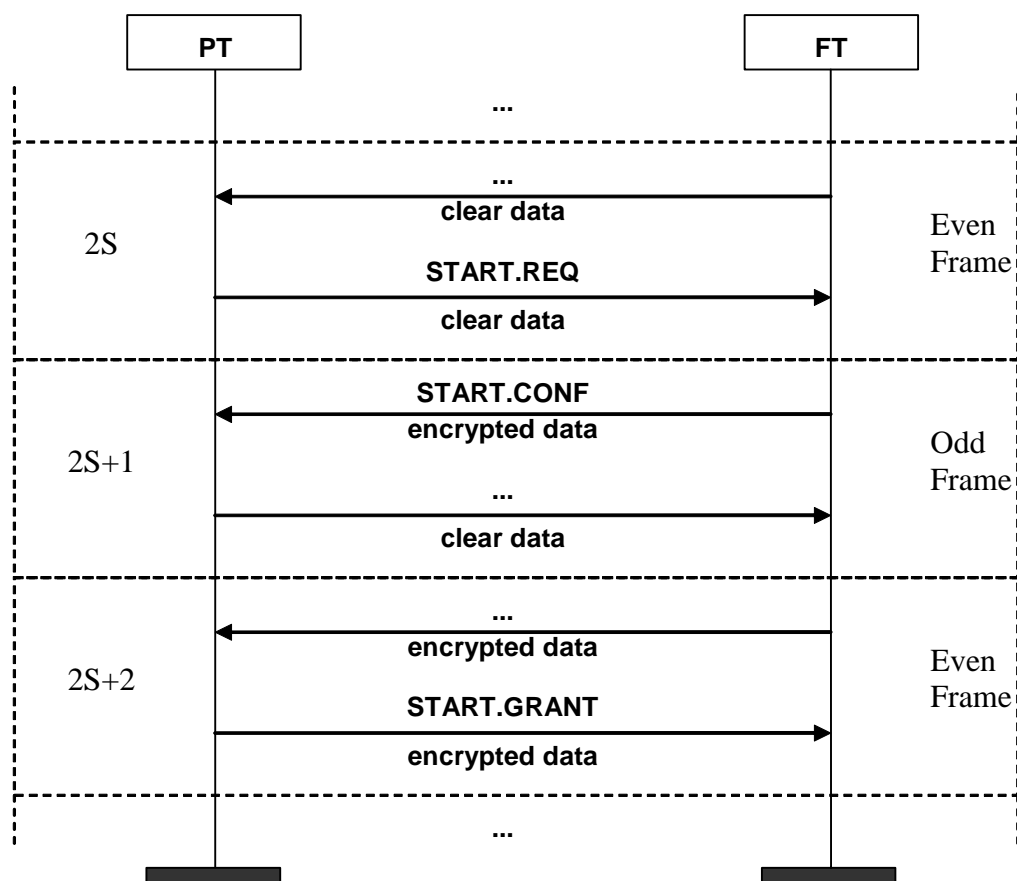 PT
FT
...
...
clear data
2S
Even
Frame
START.REQ
clear data
START.CONF
encrypted data
2S+1
Odd
Frame
...
clear data
...
encrypted data
2S+2
Even
Frame
START.GRANT
encrypted data
...